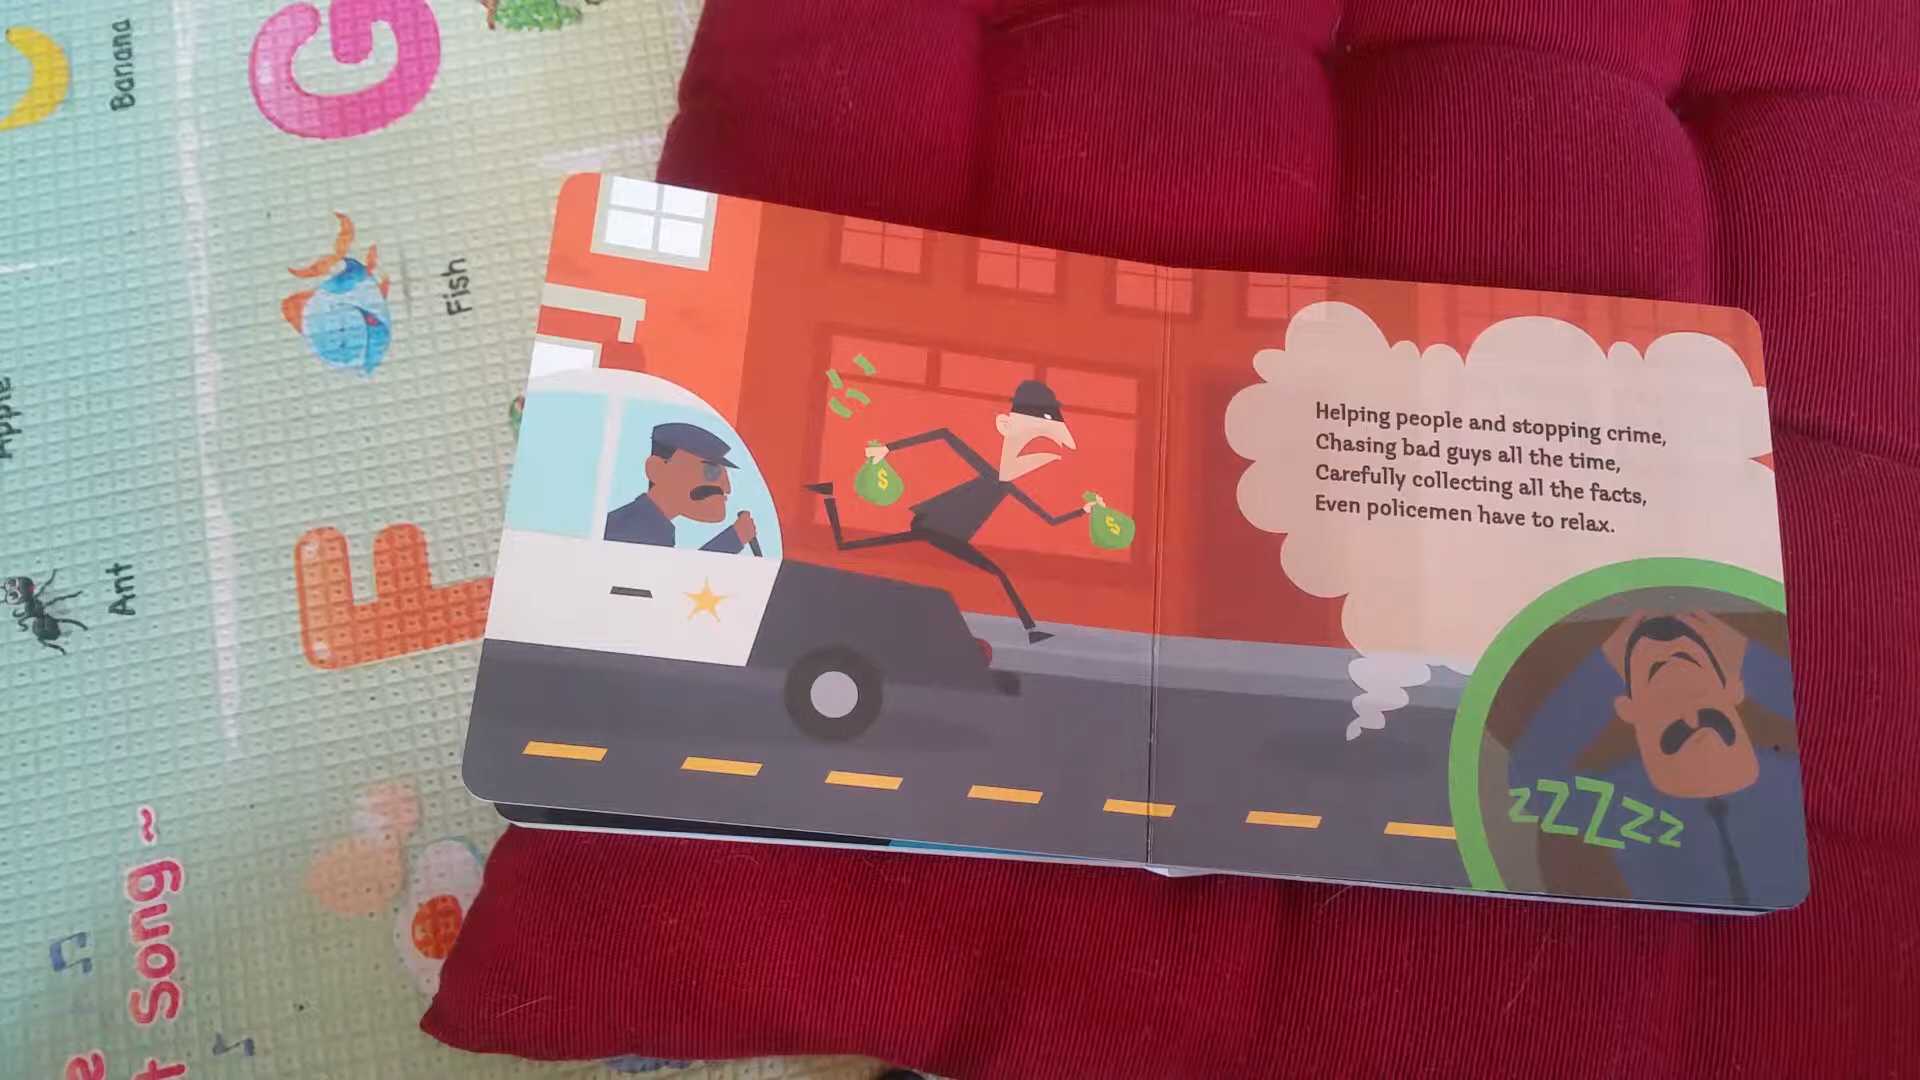 Helping people and stopping crime,
Chasing bad guys all the time,
Carefully collecting all the facts,
Even policemen have to relax.
zZZzz
$
$
Banana
G
Fish
Apple
Ant
F
Song ~